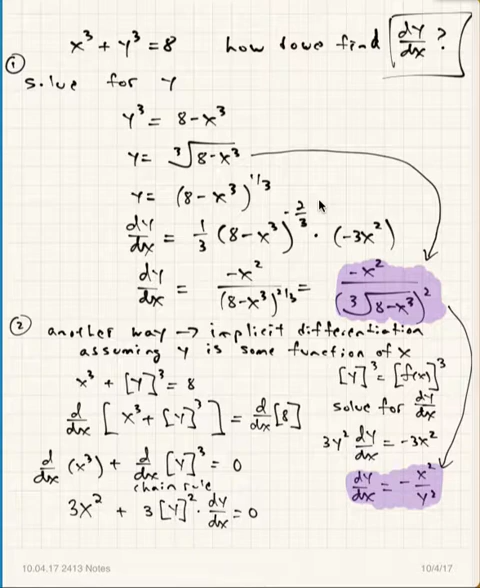 x³ + y³ = 8   how do we find dy/dx ?
① solve for y
y³ = 8 - x³
y = ³√(8 - x³)
y = (8 - x³)^(1/3)
dy/dx = 1/3 (8 - x³)^(-2/3) · (-3x²)
dy/dx = -x² / (8 - x³)^(2/3) = -x² / (³√(8 - x³))²
② another way → implicit differentiation
assuming y is some function of x
x³ + [y]³ = 8
d/dx [x³ + [y]³] = d/dx [8]
d/dx (x³) + d/dx [y]³ = 0
chain rule
3x² + 3[y]² · dy/dx = 0
[y]³ = [f(x)]³
solve for dy/dx
3y² dy/dx = -3x²
dy/dx = - x²/y²
10.04.17 2413 Notes
10/4/17